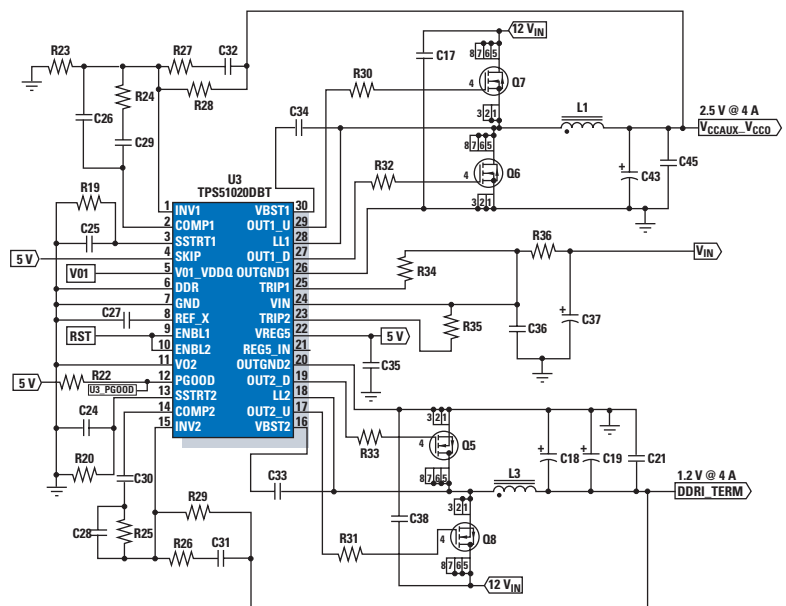 R23
R27
C32
R28
R24
C26
C29
C34
C17
12 VIN
8 7 6 5
R30
4
Q7
3 2 1
L1
2.5 V @ 4 A
VCCAUX_VCCO
8 7 6 5
R32
4
Q6
3 2 1
C43
C45
U3
TPS51020DBT
R19
C25
5 V
V01
C27
RST
5 V
R22
U3_PGOOD
C24
R20
1 INV1
2 COMP1
3 SSTRT1
4 SKIP
5 V01_VDDQ
6 DDR
7 GND
8 REF_X
9 ENBL1
10 ENBL2
11 VO2
12 PGOOD
13 SSTRT2
14 COMP2
15 INV2
VBST1 30
OUT1_U 29
LL1 28
OUT1_D 27
OUTGND1 26
TRIP1 25
VIN 24
TRIP2 23
VREG5 22
REG5_IN 21
OUTGND2 20
OUT2_D 19
LL2 18
OUT2_U 17
VBST2 16
R34
R36
VIN
R35
C36
C37
5 V
C35
3 2 1
R33
4
Q5
8 7 6 5
C18
C19
C21
C30
C33
L3
1.2 V @ 4 A
DDRI_TERM
R29
C28
R25
R26
C31
C38
3 2 1
R31
4
Q8
8 7 6 5
12 VIN